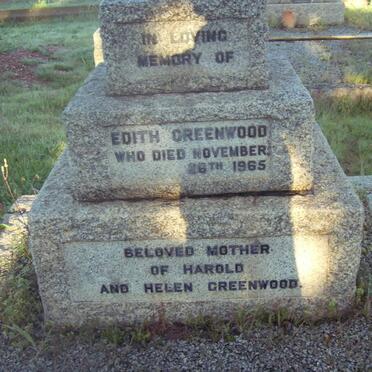 IN LOVING
MEMORY OF
EDITH GREENWOOD
WHO DIED NOVEMBER.
26TH 1965
BELOVED MOTHER
OF HAROLD
AND HELEN GREENWOOD.